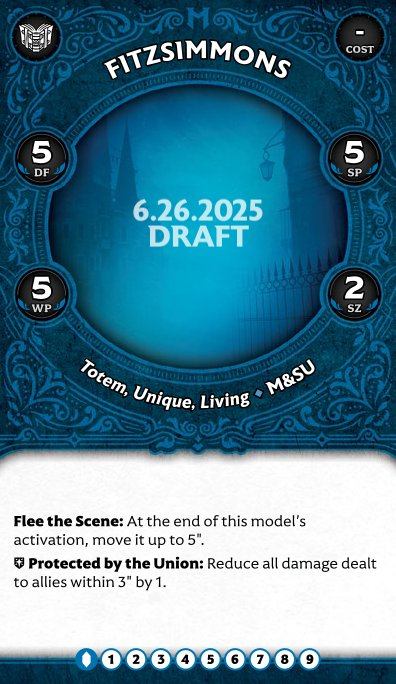 FITZSIMMONS
-
COST
5
DF
5
SP
6.26.2025
DRAFT
5
WP
2
SZ
Totem, Unique, Living ◆ M&SU
Flee the Scene: At the end of this model's
activation, move it up to 5".
Protected by the Union: Reduce all damage dealt
to allies within 3" by 1.
1 2 3 4 5 6 7 8 9